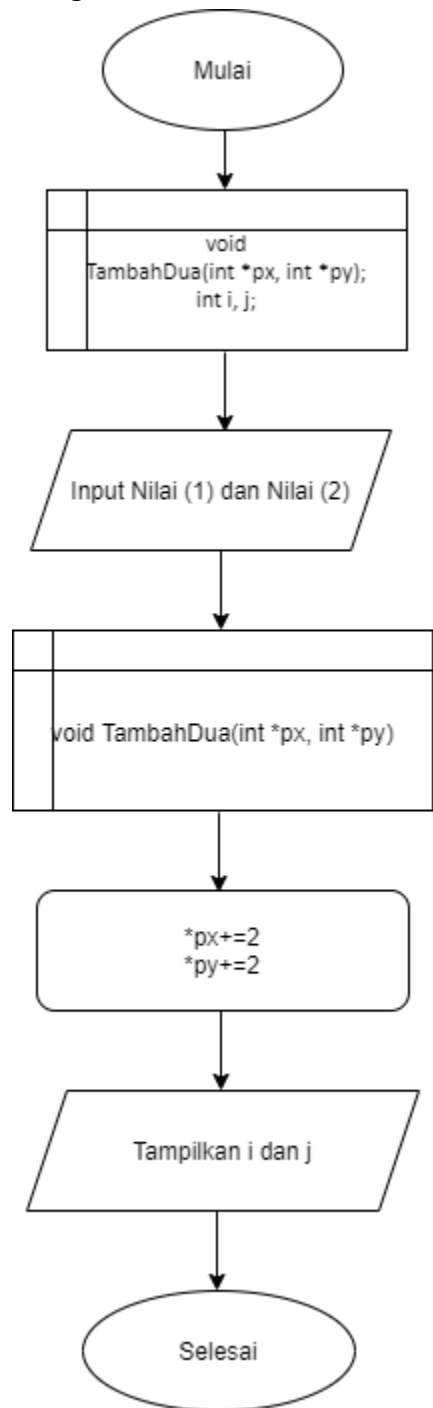 Mulai
void
TambahDua(int *px, int *py);
int i, j;
Input Nilai (1) dan Nilai (2)
void TambahDua(int *px, int *py)
*px+=2
*py+=2
Tampilkan i dan j
Selesai